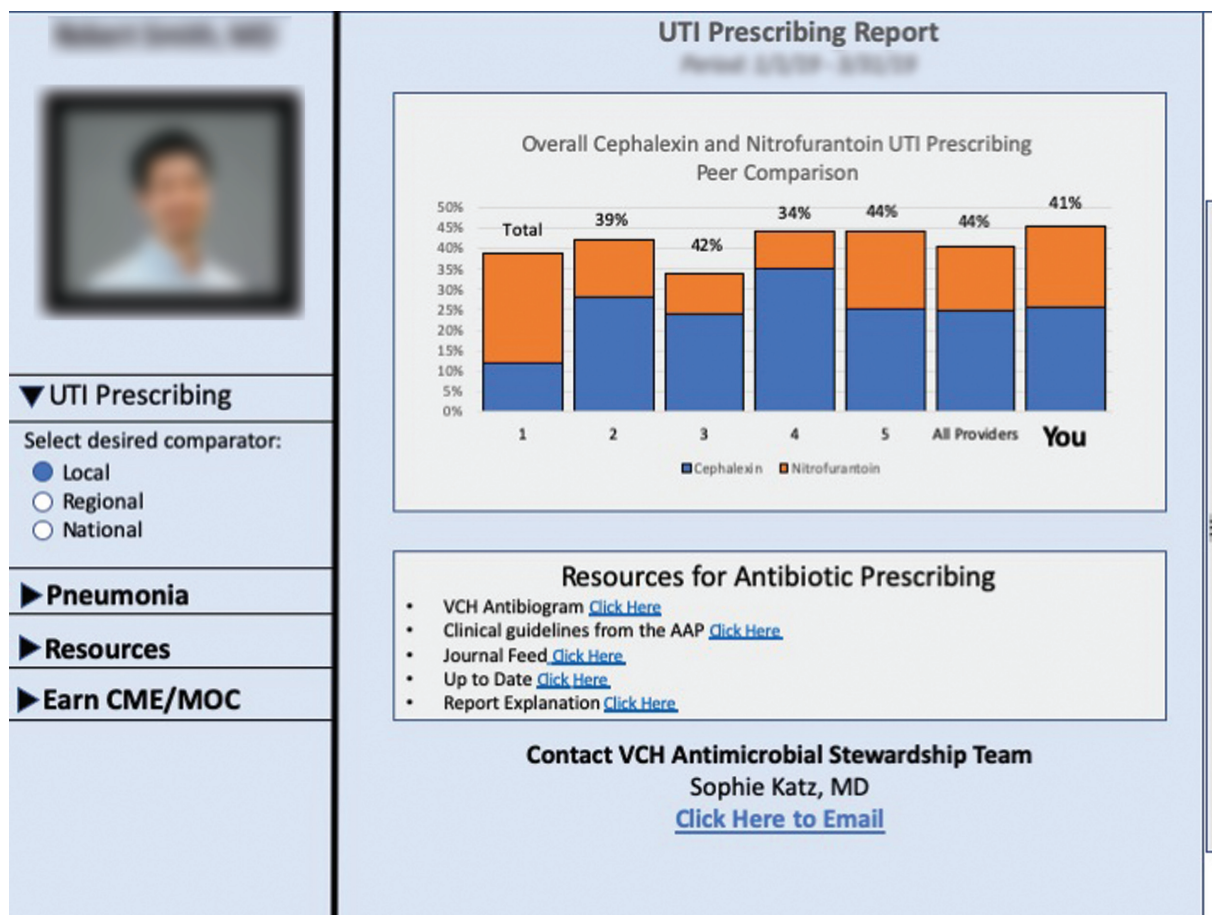 UTI Prescribing Report
Overall Cephalexin and Nitrofurantoin UTI Prescribing
Peer Comparison
50%
45%
40%
35%
30%
25%
20%
15%
10%
5%
0%
Total
39%
42%
34%
44%
44%
41%
1
2
3
4
5
All Providers
You
Cephalexin
Nitrofurantoin
UTI Prescribing
Select desired comparator:
Local
Regional
National
Pneumonia
Resources
Earn CME/MOC
Resources for Antibiotic Prescribing
• VCH Antibiogram Click Here
• Clinical guidelines from the AAP Click Here
• Journal Feed Click Here
• Up to Date Click Here
• Report Explanation Click Here
Contact VCH Antimicrobial Stewardship Team
Sophie Katz, MD
Click Here to Email